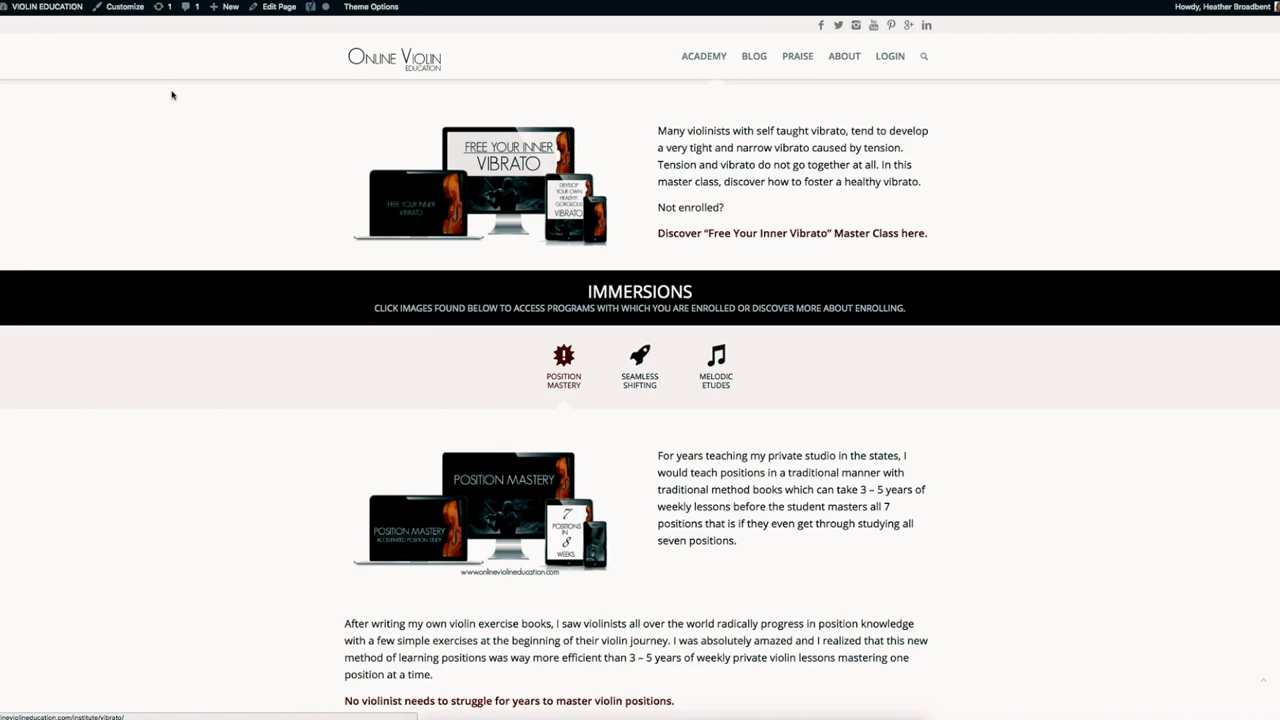 VIOLIN EDUCATION Customize 1 1 New Edit Page Theme Options Howdy, Heather Broadbent
ONLINE VIOLIN
EDUCATION
ACADEMY BLOG PRAISE ABOUT LOGIN
FREE YOUR INNER
VIBRATO
FREE YOUR INNER
VIBRATO
DEVELOP
YOUR OWN
HEALTHY,
GORGEOUS
VIBRATO
Many violinists with self taught vibrato, tend to develop
a very tight and narrow vibrato caused by tension.
Tension and vibrato do not go together at all. In this
master class, discover how to foster a healthy vibrato.
Not enrolled?
Discover “Free Your Inner Vibrato” Master Class here.
IMMERSIONS
CLICK IMAGES FOUND BELOW TO ACCESS PROGRAMS WITH WHICH YOU ARE ENROLLED OR DISCOVER MORE ABOUT ENROLLING.
POSITION
MASTERY
SEAMLESS
SHIFTING
MELODIC
ETUDES
POSITION MASTERY
POSITION MASTERY
ACCELERATED POSITION STUDY
7
POSITIONS
IN
8
WEEKS
www.onlineviolineducation.com
For years teaching my private studio in the states, I
would teach positions in a traditional manner with
traditional method books which can take 3 – 5 years of
weekly lessons before the student masters all 7
positions that is if they even get through studying all
seven positions.
After writing my own violin exercise books, I saw violinists all over the world radically progress in position knowledge
with a few simple exercises at the beginning of their violin journey. I was absolutely amazed and I realized that this new
method of learning positions was way more efficient than 3 – 5 years of weekly private violin lessons mastering one
position at a time.
No violinist needs to struggle for years to master violin positions.
lineviolineducation.com/institute/vibrato/